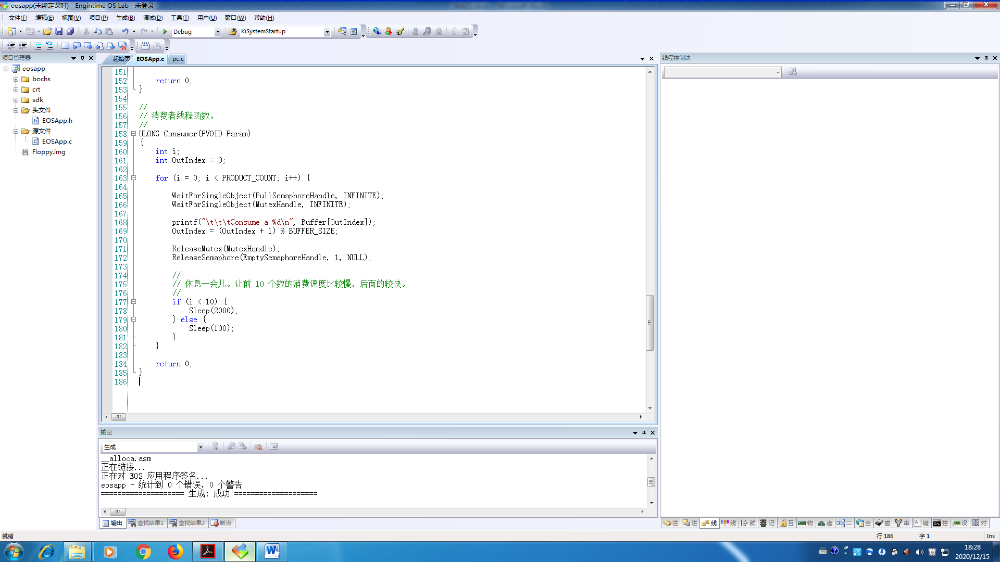 eosapp(未绑定课时) - Engintime OS Lab - 未登录
文件(F) 编辑(E) 视图(V) 项目(P) 生成(B) 调试(D) 工具(T) 用户(U) 窗口(W) 帮助(H)
Debug KiSystemStartup
项目管理器
eosapp
bochs
crt
sdk
头文件
EOSApp.h
源文件
EOSApp.c
Floppy.img
起始页 EOSApp.c pc.c
151
152 return 0;
153 }
154
155 //
156 // 消费者线程函数。
157 //
158 ULONG Consumer(PVOID Param)
159 {
160 int i;
161 int OutIndex = 0;
162
163 for (i = 0; i < PRODUCT_COUNT; i++) {
164
165 WaitForSingleObject(FullSemaphoreHandle, INFINITE);
166 WaitForSingleObject(MutexHandle, INFINITE);
167
168 printf("\t\t\tConsume a %d\n", Buffer[OutIndex]);
169 OutIndex = (OutIndex + 1) % BUFFER_SIZE;
170
171 ReleaseMutex(MutexHandle);
172 ReleaseSemaphore(EmptySemaphoreHandle, 1, NULL);
173
174 //
175 // 休息一会儿。让前 10 个数的消费速度比较慢，后面的较快。
176 //
177 if (i < 10) {
178 Sleep(2000);
179 } else {
180 Sleep(100);
181 }
182 }
183
184 return 0;
185 }
186
输出
生成
__alloca.asm
正在链接...
正在对 EOS 应用程序签名...
eosapp - 统计到 0 个错误，0 个警告
==================== 生成: 成功 ====================
输出 查找结果1 查找结果2 断点
线程控制块
进 进 线 线 就 记 互 物 虚 二 全 磁 串 键 控 设 对
就绪 行 186 字 1 Ins
18:28
2020/12/15